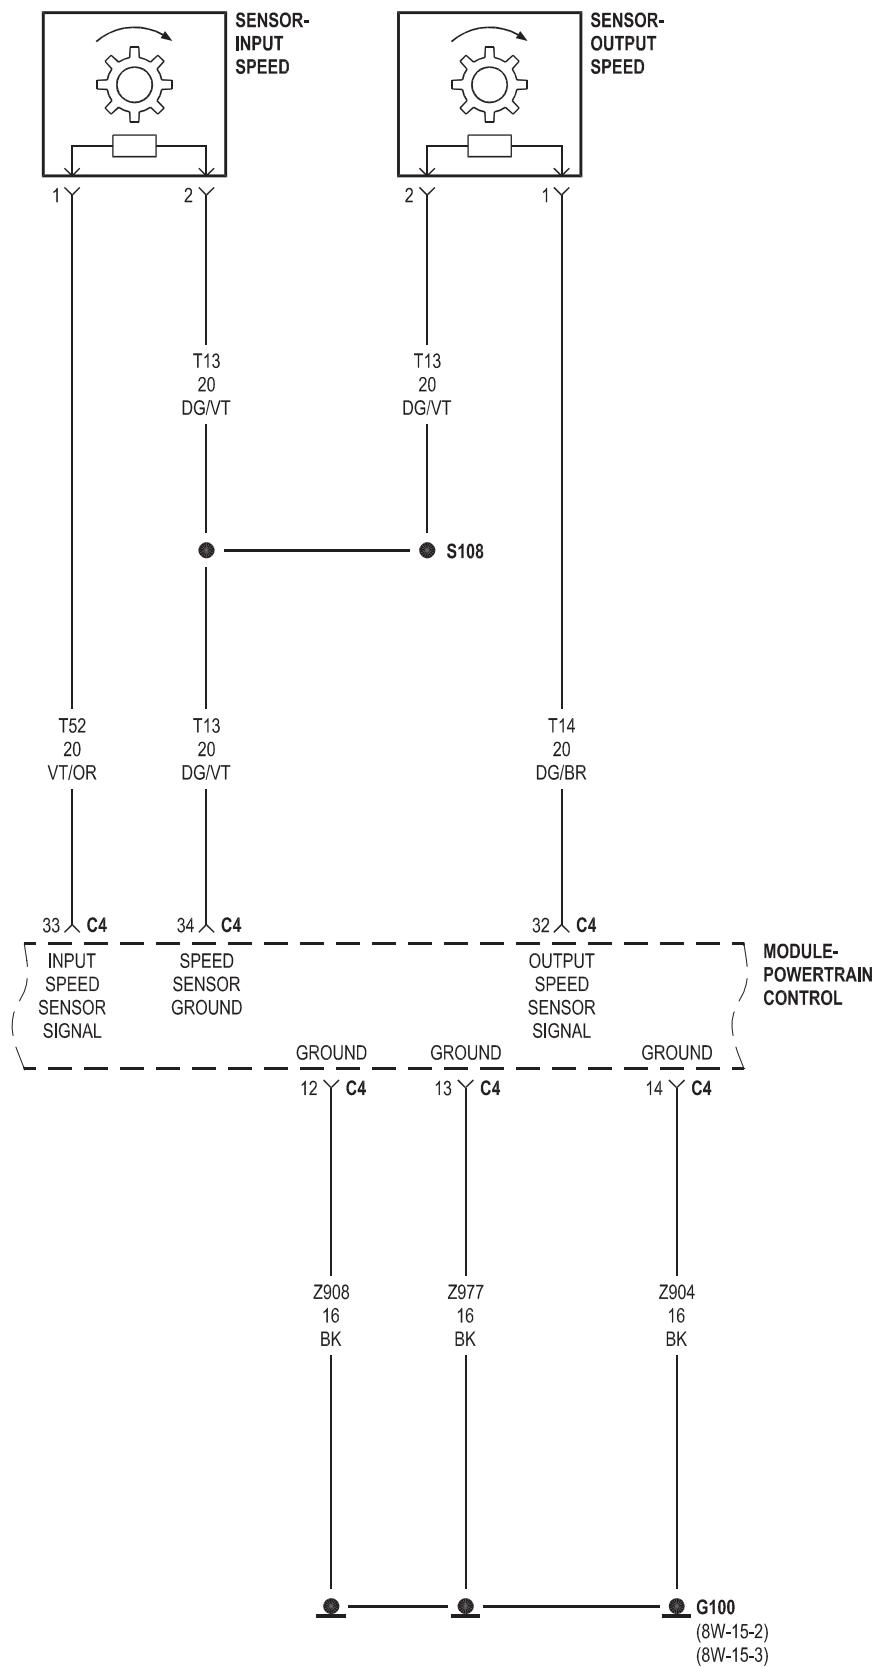 SENSOR-
INPUT
SPEED
SENSOR-
OUTPUT
SPEED
1
2
2
1
T13
20
DG/VT
T13
20
DG/VT
S108
T52
20
VT/OR
T13
20
DG/VT
T14
20
DG/BR
33 C4
34 C4
32 C4
INPUT
SPEED
SENSOR
SIGNAL
SPEED
SENSOR
GROUND
OUTPUT
SPEED
SENSOR
SIGNAL
MODULE-
POWERTRAIN
CONTROL
GROUND
GROUND
GROUND
12 C4
13 C4
14 C4
Z908
16
BK
Z977
16
BK
Z904
16
BK
G100
(8W-15-2)
(8W-15-3)